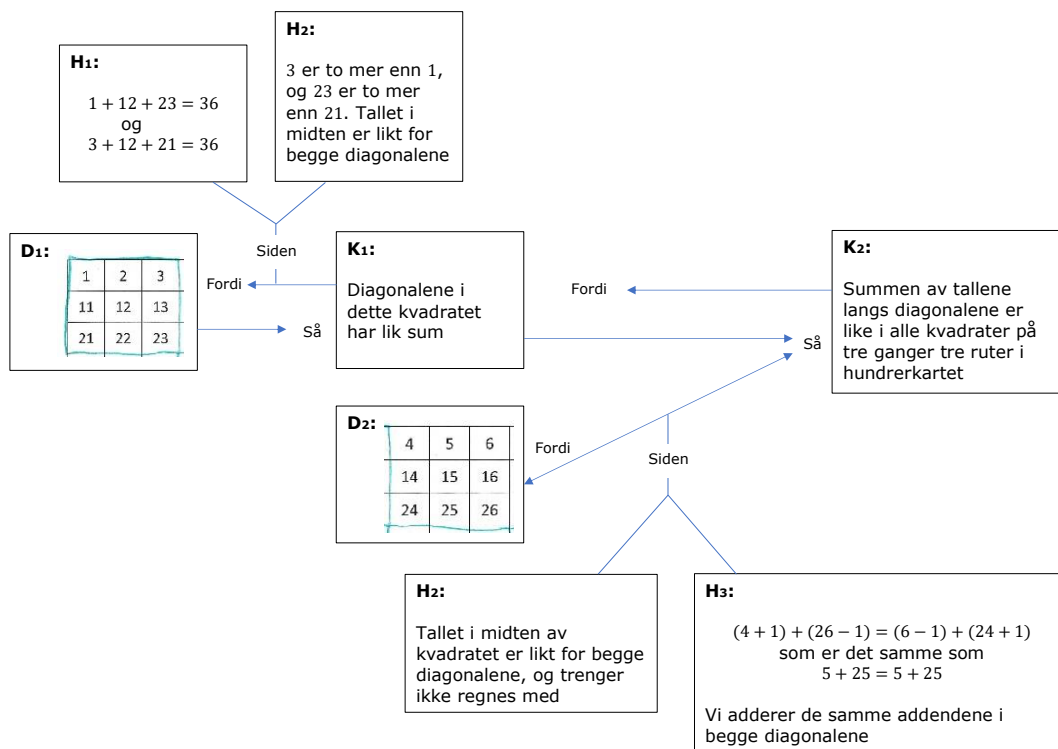 H1:
1 + 12 + 23 = 36
og
3 + 12 + 21 = 36
H2:
3 er to mer enn 1,
og 23 er to mer
enn 21. Tallet i
midten er likt for
begge diagonalene
D1:
1 2 3
11 12 13
21 22 23
Siden
Fordi
Så
K1:
Diagonalene i
dette kvadratet
har lik sum
Fordi
Så
K2:
Summen av tallene
langs diagonalene er
like i alle kvadrater på
tre ganger tre ruter i
hundrerkartet
D2:
4 5 6
14 15 16
24 25 26
Fordi
Siden
H2:
Tallet i midten av
kvadratet er likt for begge
diagonalene, og trenger
ikke regnes med
H3:
(4 + 1) + (26 − 1) = (6 − 1) + (24 + 1)
som er det samme som
5 + 25 = 5 + 25
Vi adderer de samme addendene i
begge diagonalene